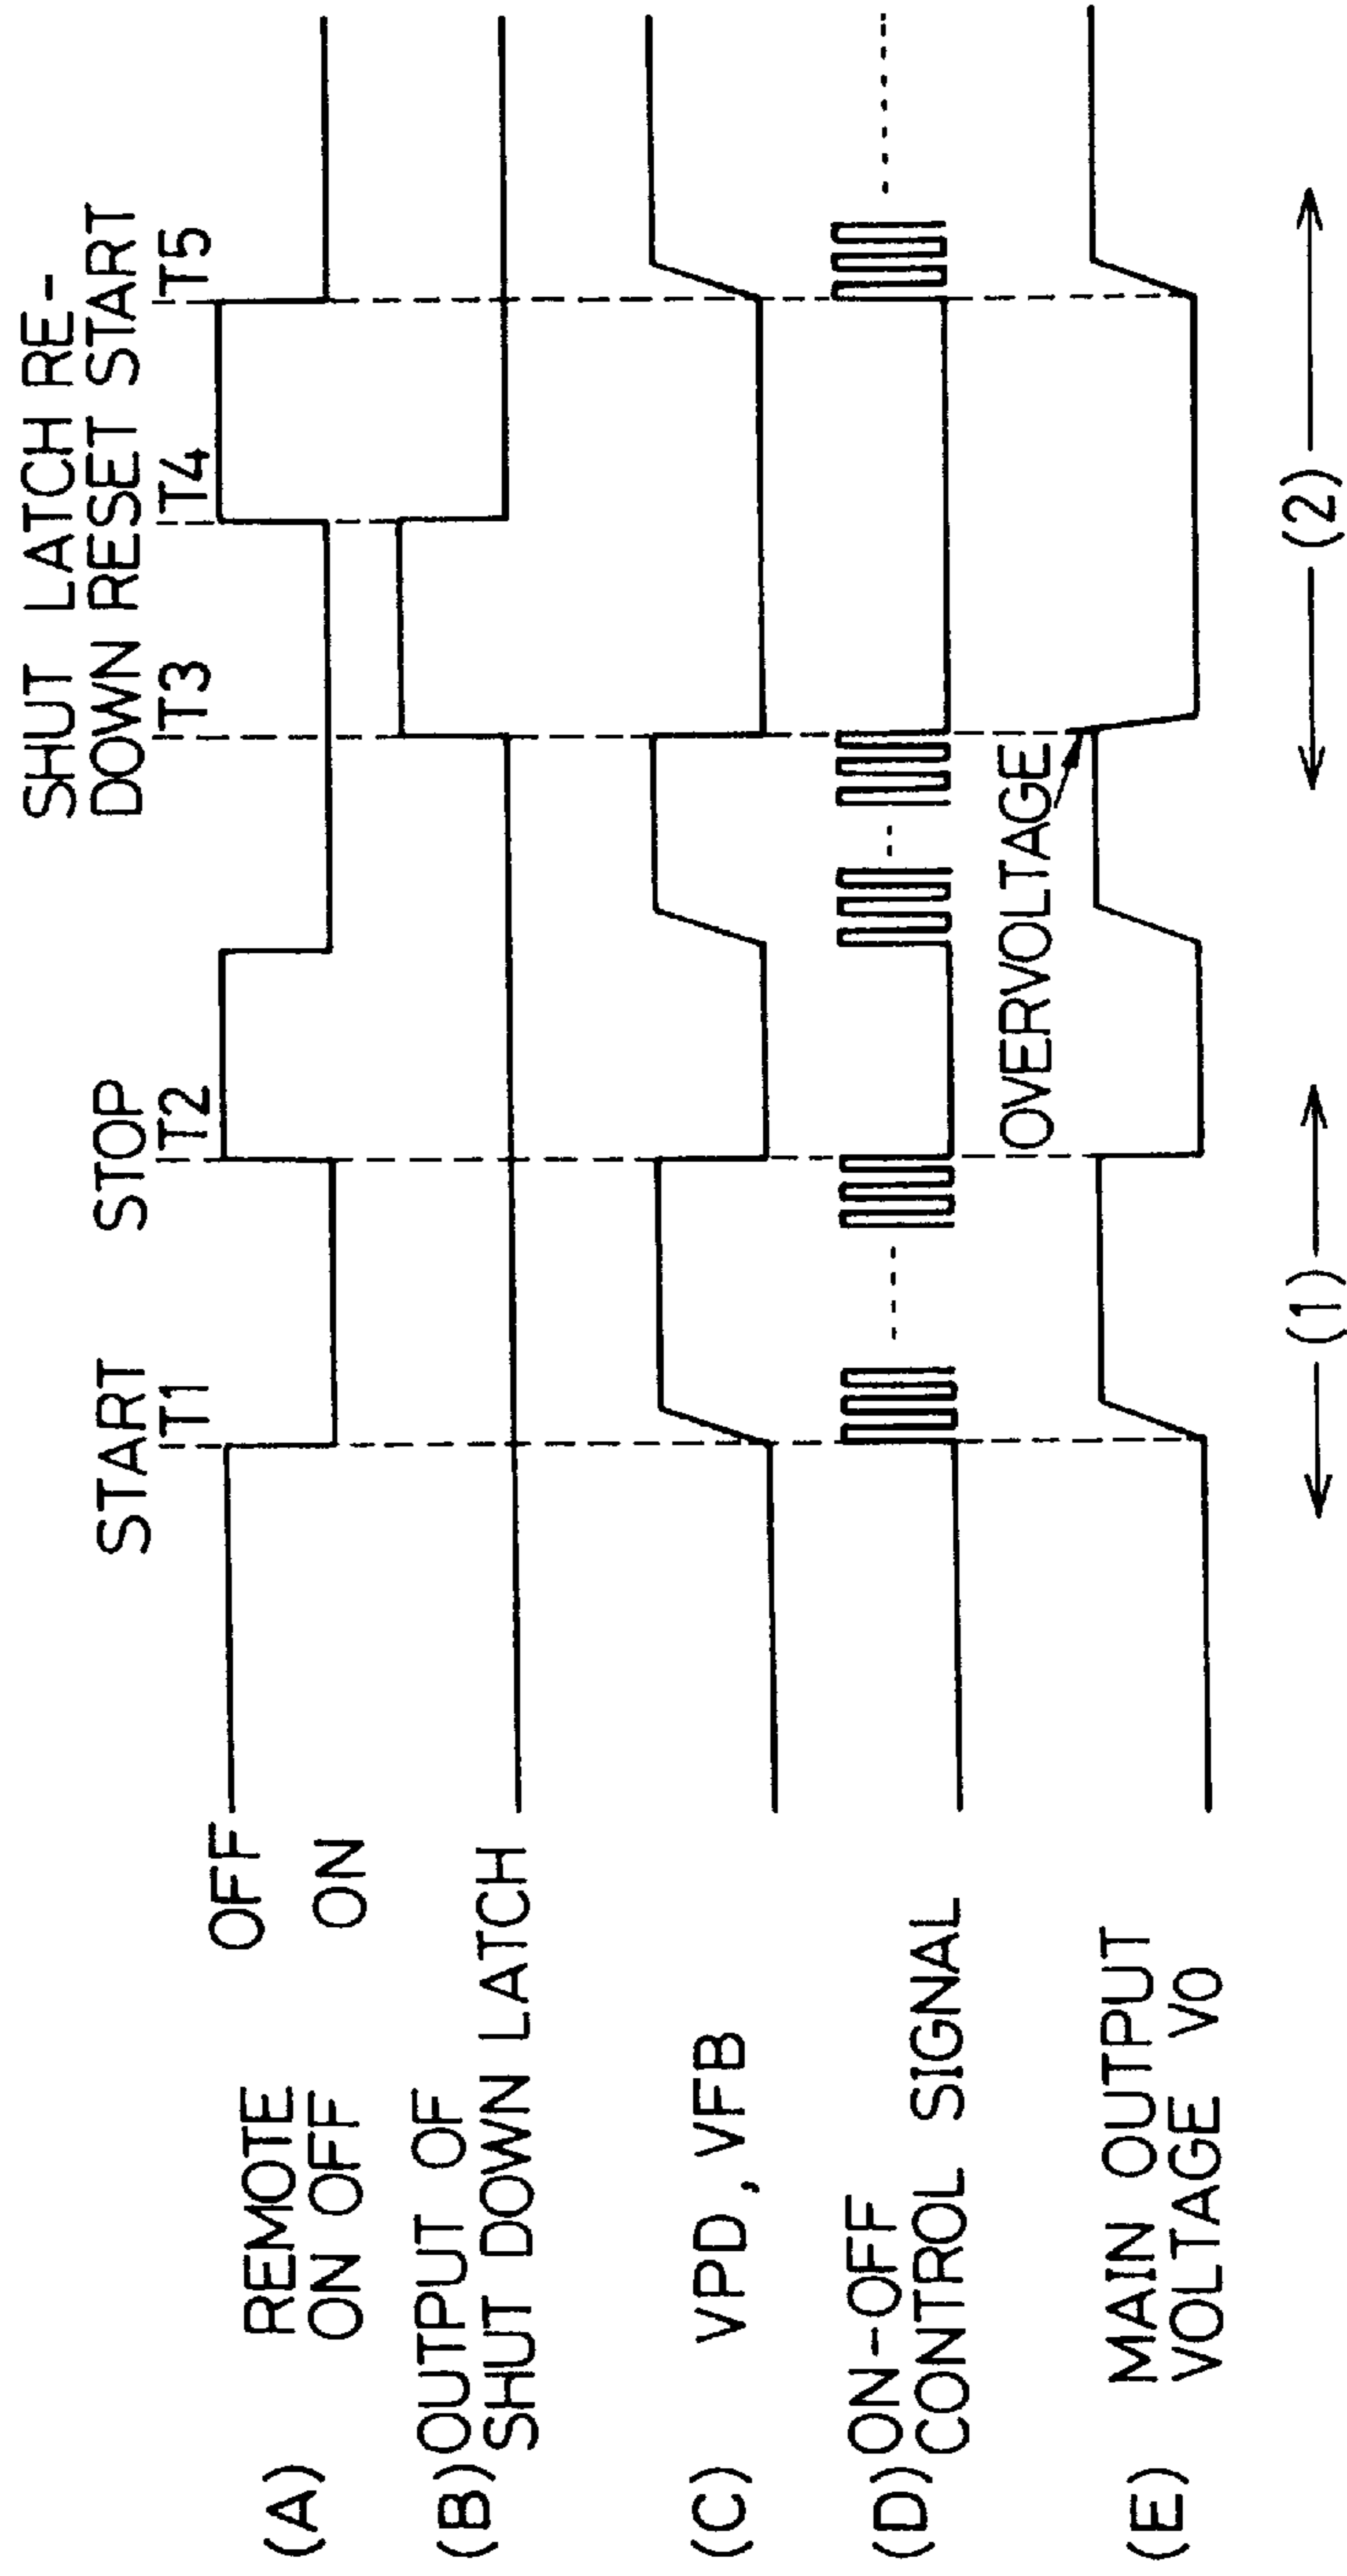 SHUT LATCH RE-
START STOP DOWN RESET START
T1 T2 T3 T4 T5
(A) REMOTE OFF
ON OFF ON
(B) OUTPUT OF
SHUT DOWN LATCH
(C) VPD, VFB
(D) ON-OFF
CONTROL SIGNAL
OVERVOLTAGE
(E) MAIN OUTPUT
VOLTAGE VO
(1) (2)